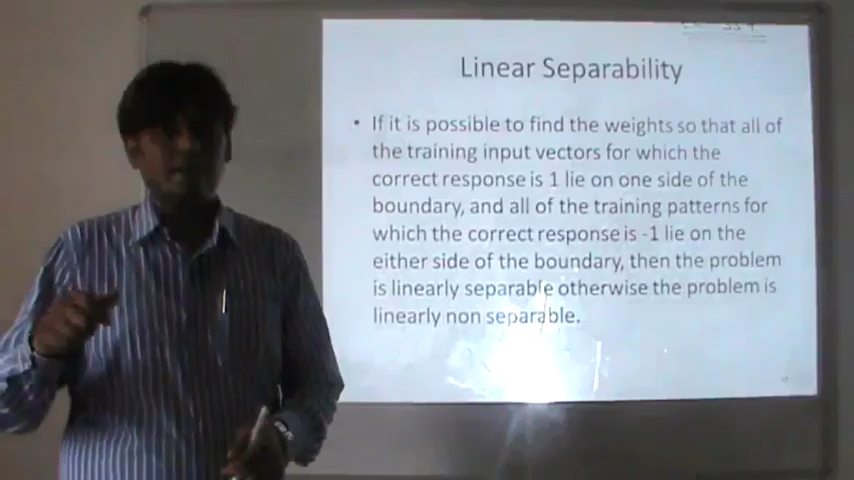 Linear Separability
• If it is possible to find the weights so that all of
the training input vectors for which the
correct response is 1 lie on one side of the
boundary, and all of the training patterns for
which the correct response is -1 lie on the
either side of the boundary, then the problem
is linearly separable otherwise the problem is
linearly non separable.